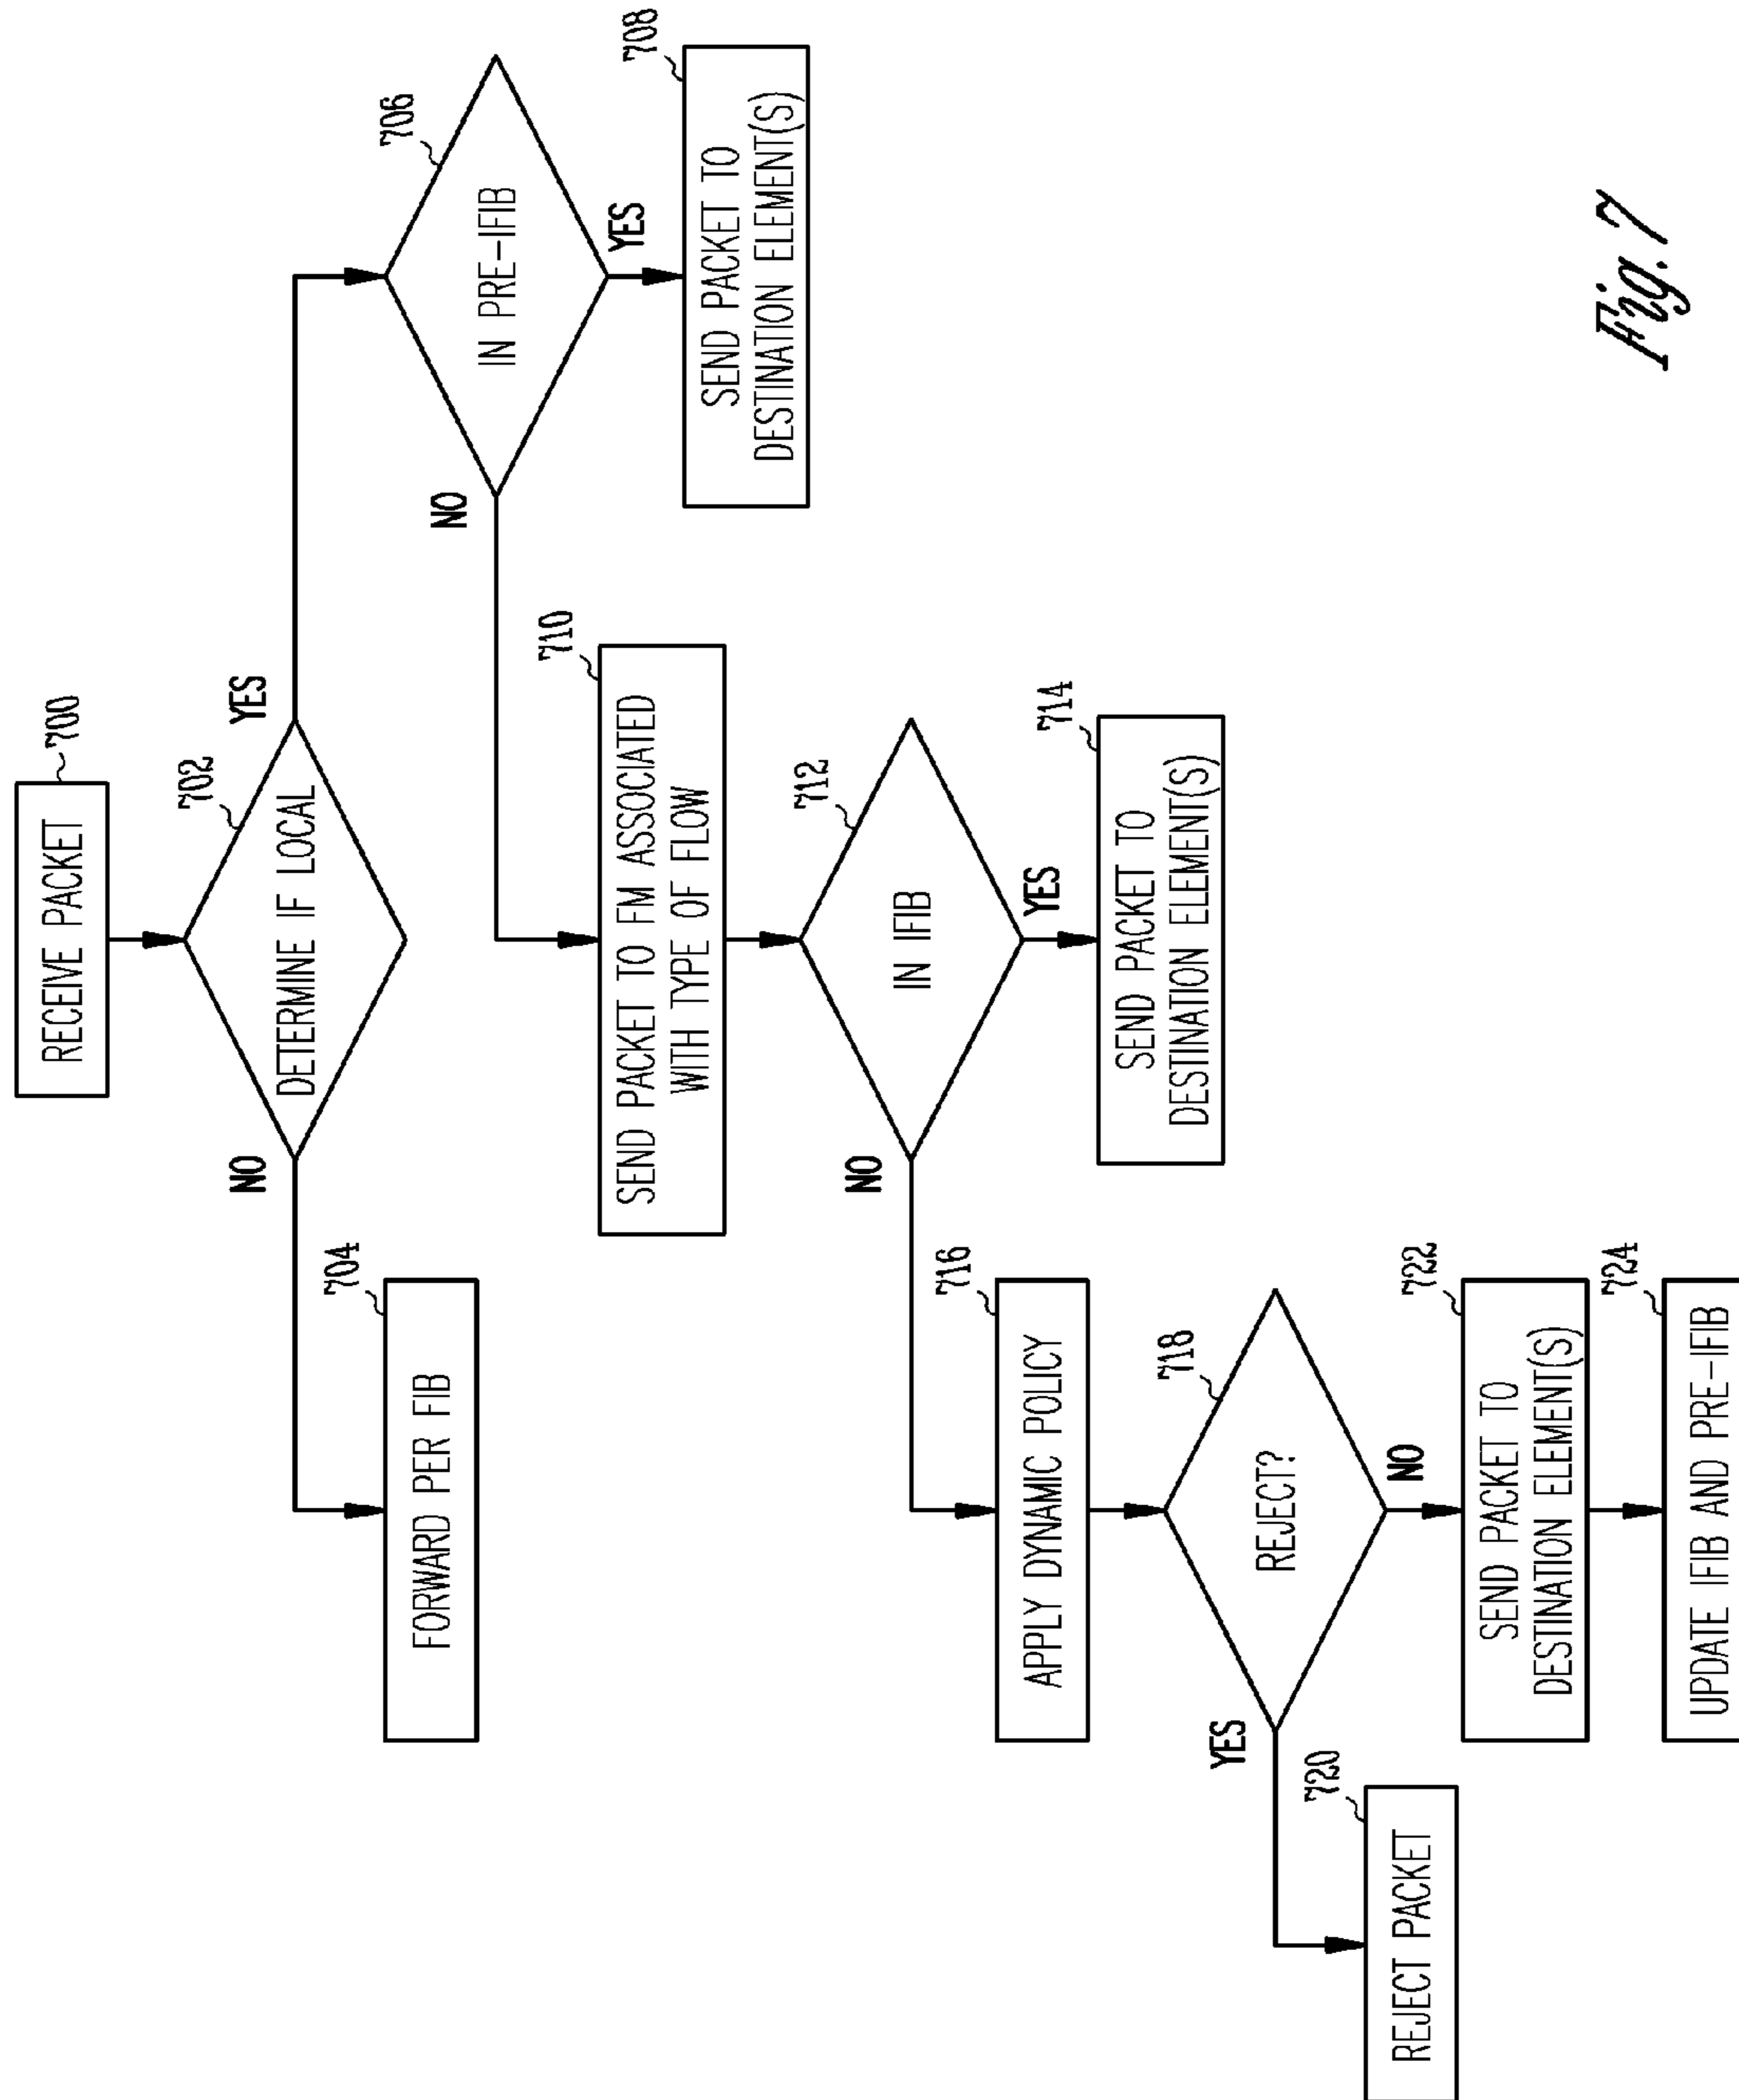 700
RECEIVE PACKET
702
DETERMINE IF LOCAL
NO
YES
704
FORWARD PER FIB
706
IN PRE-IFIB
NO
YES
708
SEND PACKET TO
DESTINATION ELEMENT(S)
710
SEND PACKET TO FM ASSOCIATED
WITH TYPE OF FLOW
712
IN IFIB
NO
YES
714
SEND PACKET TO
DESTINATION ELEMENT(S)
716
APPLY DYNAMIC POLICY
718
REJECT?
YES
NO
720
REJECT PACKET
722
SEND PACKET TO
DESTINATION ELEMENT(S)
724
UPDATE IFIB AND PRE-IFIB
Fig. 7